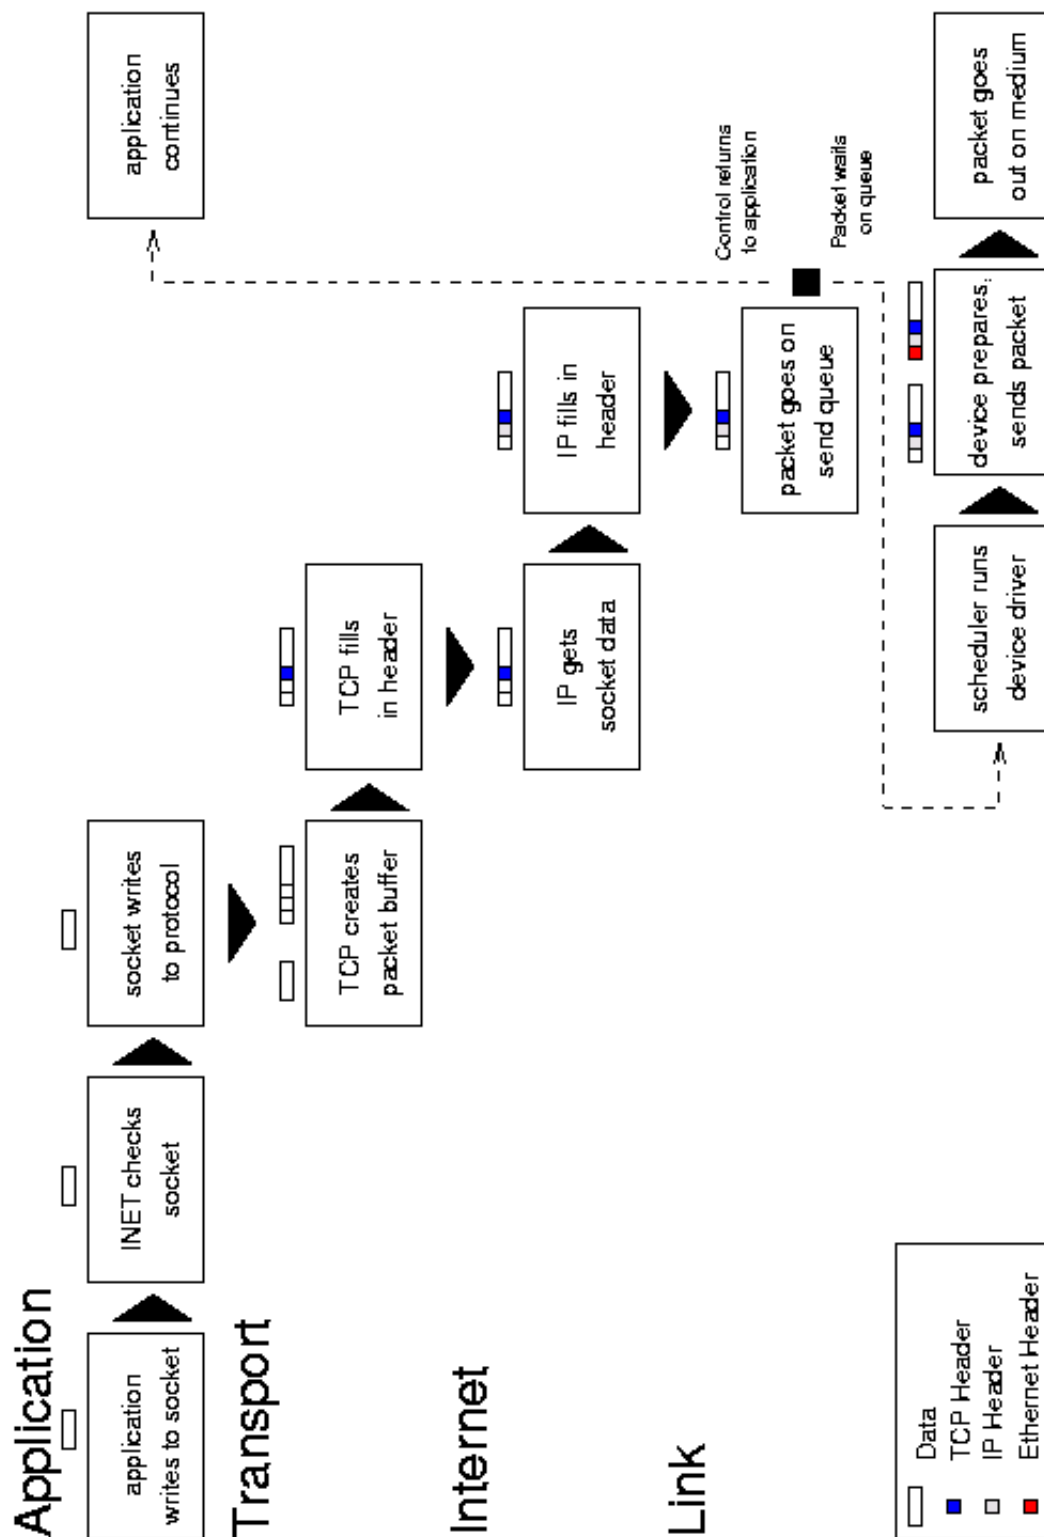 Application
application
writes to socket
INET checks
socket
socket writes
to protocol
application
continues
Transport
TCP creates
packet buffer
TCP fills
in header
Internet
IP gets
socket data
IP fills in
header
Link
packet goes on
send queue
Control returns
to application
Packet waits
on queue
scheduler runs
device driver
device prepares,
sends packet
packet goes
out on medium
Data
TCP Header
IP Header
Ethernet Header